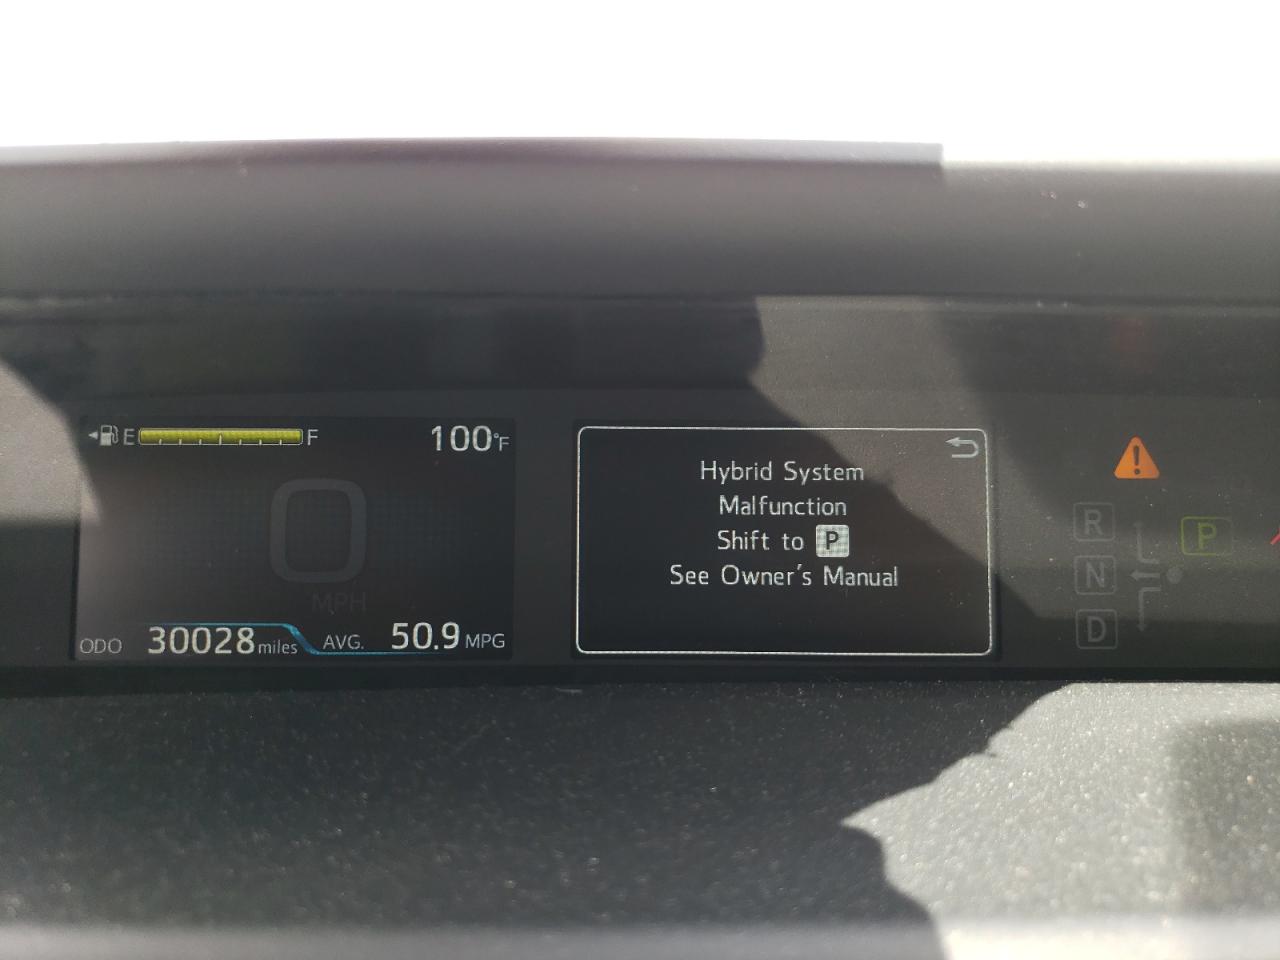 E F 100°F
0
MPH
ODO 30028 miles AVG. 50.9 MPG
Hybrid System
Malfunction
Shift to P
See Owner's Manual
R
N
D
P